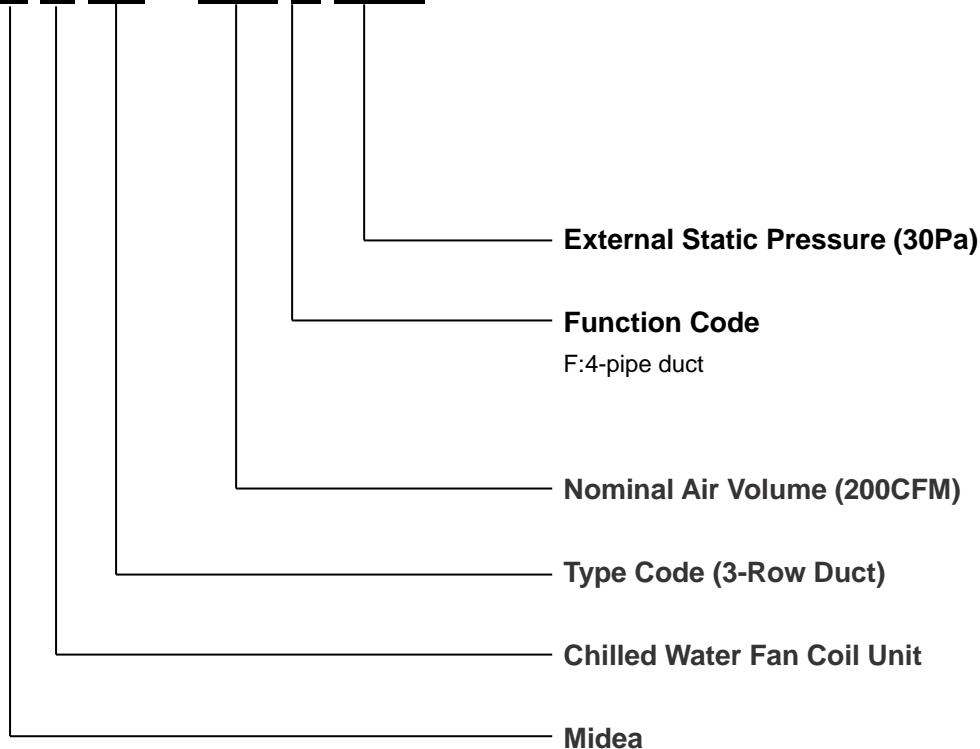 External Static Pressure (30Pa)
Function Code
F:4-pipe duct
Nominal Air Volume (200CFM)
Type Code (3-Row Duct)
Chilled Water Fan Coil Unit
Midea